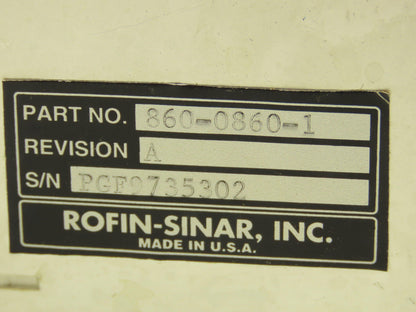 PART NO. 860-0860-1
REVISION A
S/N PGF9735302
ROFIN-SINAR, INC.
MADE IN U.S.A.